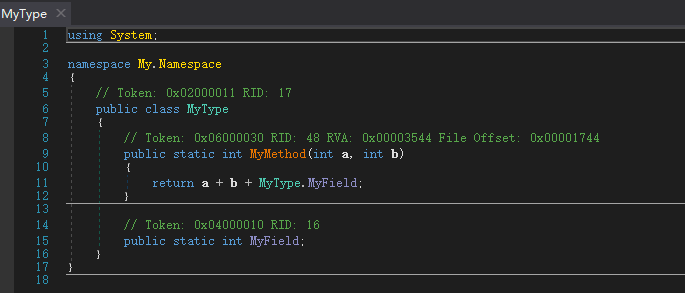 MyType ×
1 using System;
2
3 namespace My.Namespace
4 {
5 // Token: 0x02000011 RID: 17
6 public class MyType
7 {
8 // Token: 0x06000030 RID: 48 RVA: 0x00003544 File Offset: 0x00001744
9 public static int MyMethod(int a, int b)
10 {
11 return a + b + MyType.MyField;
12 }
13
14 // Token: 0x04000010 RID: 16
15 public static int MyField;
16 }
17 }
18